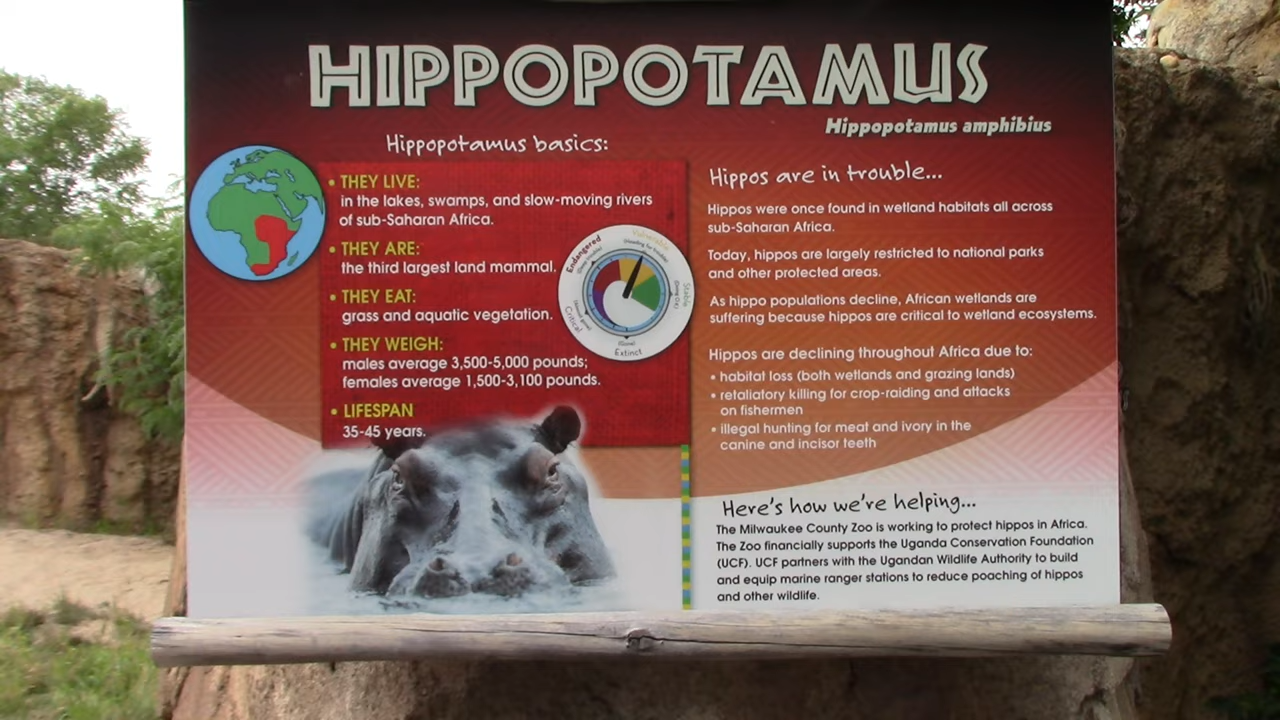 HIPPOPOTAMUS
Hippopotamus amphibius
Hippopotamus basics:
• THEY LIVE:
in the lakes, swamps, and slow-moving rivers
of sub-Saharan Africa.
• THEY ARE:
the third largest land mammal.
• THEY EAT:
grass and aquatic vegetation.
• THEY WEIGH:
males average 3,500-5,000 pounds;
females average 1,500-3,100 pounds.
• LIFESPAN
35-45 years.
Endangered
Vulnerable
(Heading for trouble)
Stable
(Doing OK)
Extinct
(Gone)
Critical
Hippos are in trouble...
Hippos were once found in wetland habitats all across
sub-Saharan Africa.
Today, hippos are largely restricted to national parks
and other protected areas.
As hippo populations decline, African wetlands are
suffering because hippos are critical to wetland ecosystems.
Hippos are declining throughout Africa due to:
• habitat loss (both wetlands and grazing lands)
• retaliatory killing for crop-raiding and attacks
on fishermen
• illegal hunting for meat and ivory in the
canine and incisor teeth
Here's how we're helping...
The Milwaukee County Zoo is working to protect hippos in Africa.
The Zoo financially supports the Uganda Conservation Foundation
(UCF). UCF partners with the Ugandan Wildlife Authority to build
and equip marine ranger stations to reduce poaching of hippos
and other wildlife.